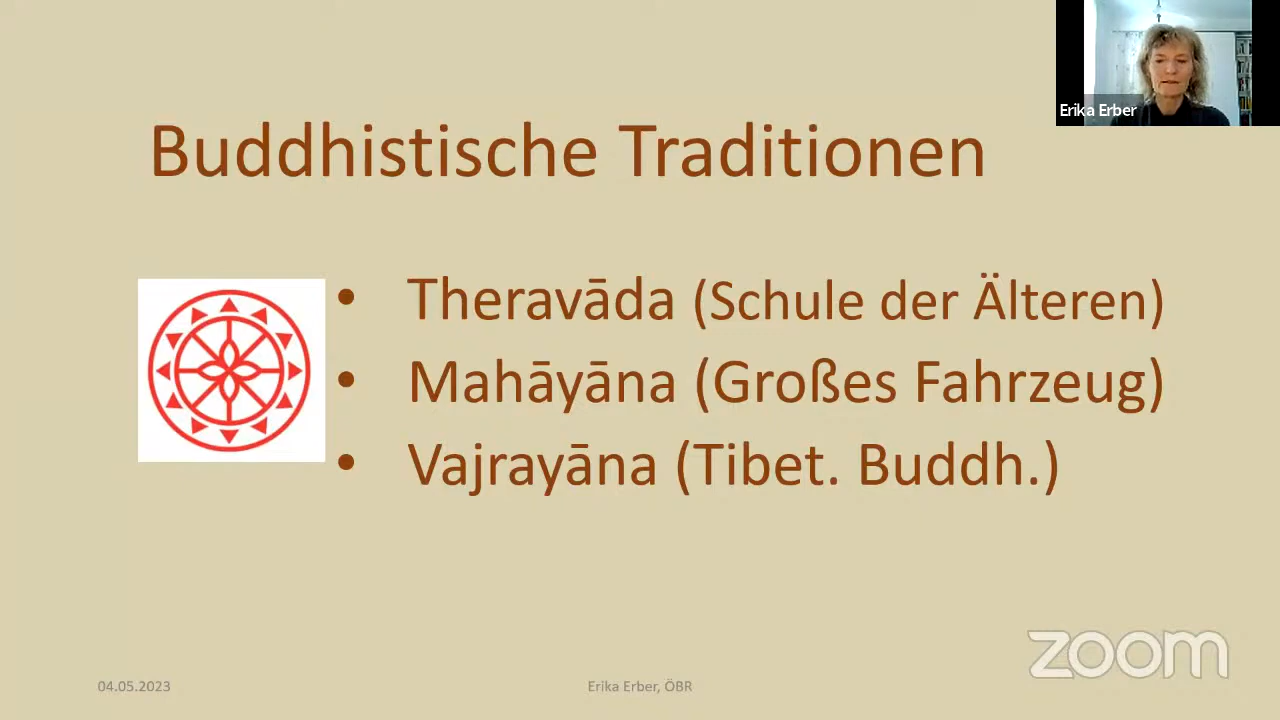 Erika Erber
Buddhistische Traditionen
• Theravāda (Schule der Älteren)
• Mahāyāna (Großes Fahrzeug)
• Vajrayāna (Tibet. Buddh.)
zoom
04.05.2023
Erika Erber, ÖBR